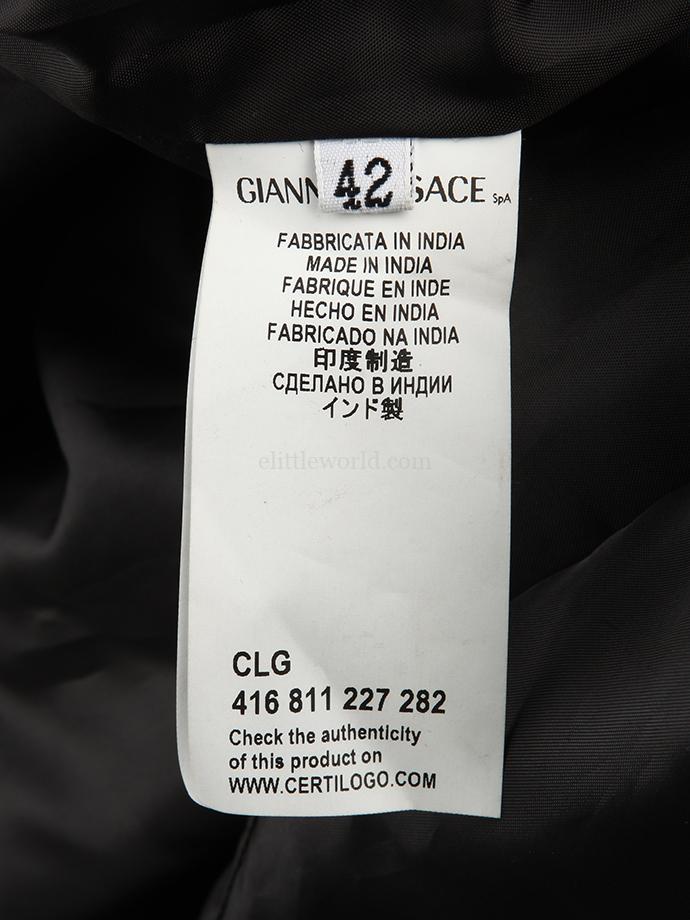 42
GIANN SACE SpA
FABBRICATA IN INDIA
MADE IN INDIA
FABRIQUE EN INDE
HECHO EN INDIA
FABRICADO NA INDIA
印度制造
СДЕЛАНО В ИНДИИ
インド製
elittleworld.com
CLG
416 811 227 282
Check the authenticity
of this product on
WWW.CERTILOGO.COM